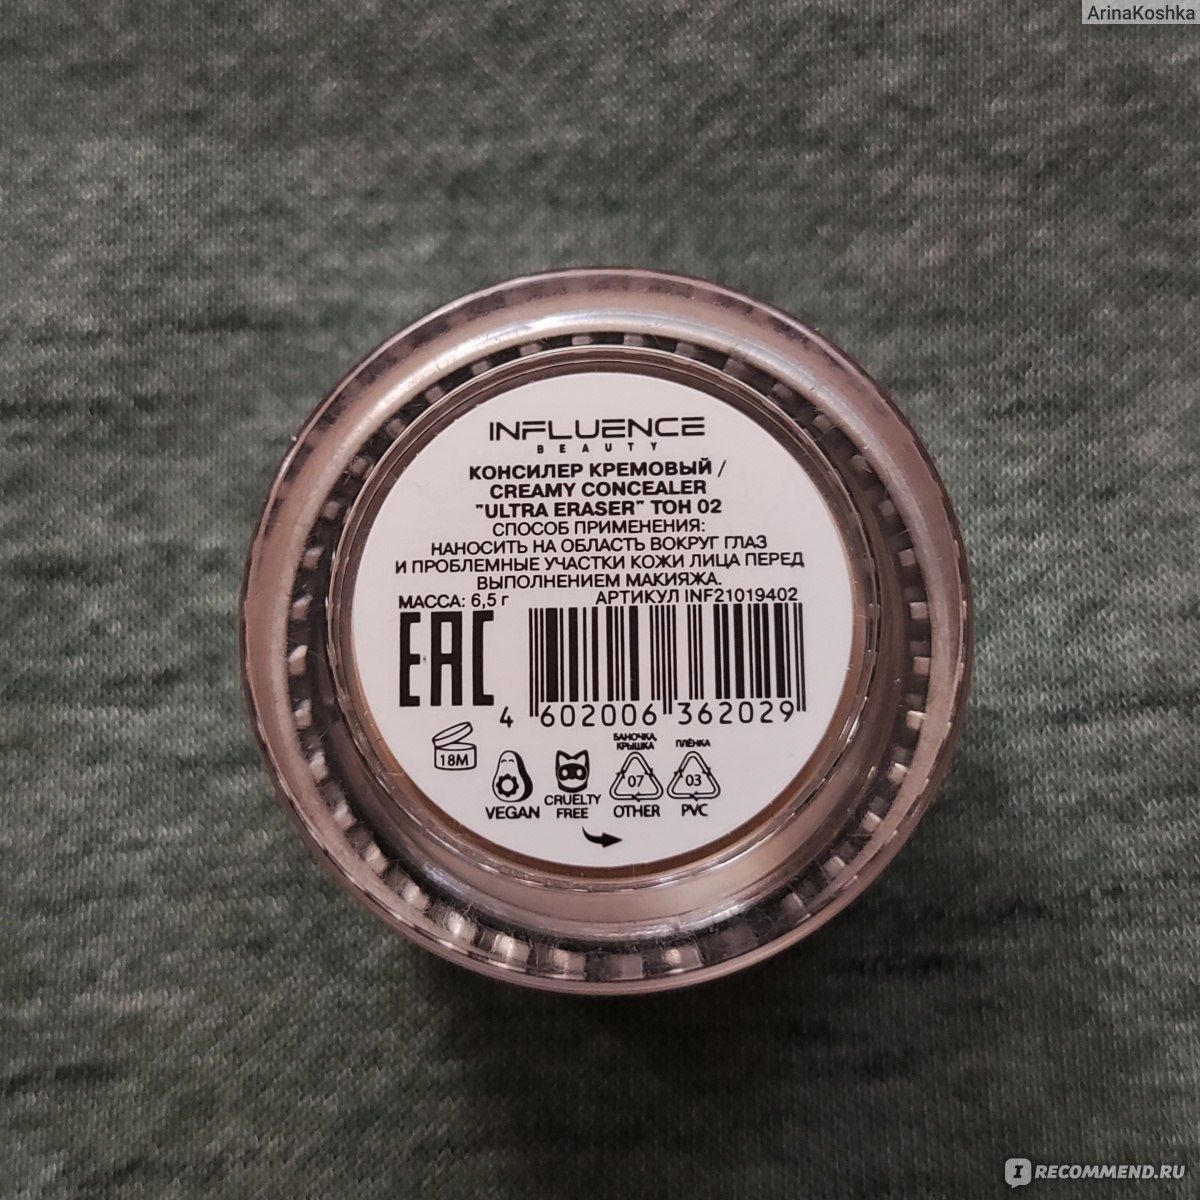 ArinaKoshka
INFLUENCE
BEAUTY
КОНСИЛЕР КРЕМОВЫЙ /
CREAMY CONCEALER
"ULTRA ERASER" ТОН 02
СПОСОБ ПРИМЕНЕНИЯ:
НАНОСИТЬ НА ОБЛАСТЬ ВОКРУГ ГЛАЗ
И ПРОБЛЕМНЫЕ УЧАСТКИ КОЖИ ЛИЦА ПЕРЕД
ВЫПОЛНЕНИЕМ МАКИЯЖА.
МАССА: 6,5 г АРТИКУЛ INF21019402
EAC
4 602006 362029
18M
VEGAN
CRUELTY
FREE
БАНОЧКА,
КРЫШКА
07
OTHER
ПЛЁНКА
03
PVC
IRECOMMEND.RU